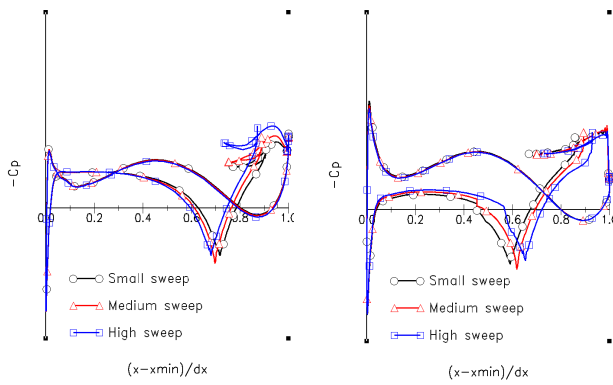 -Cp
0.0
0.2
0.4
0.6
0.8
1.0
Small sweep
Medium sweep
High sweep
(x-xmin)/dx
-Cp
0.0
0.2
0.4
0.6
0.8
1.0
Small sweep
Medium sweep
High sweep
(x-xmin)/dx